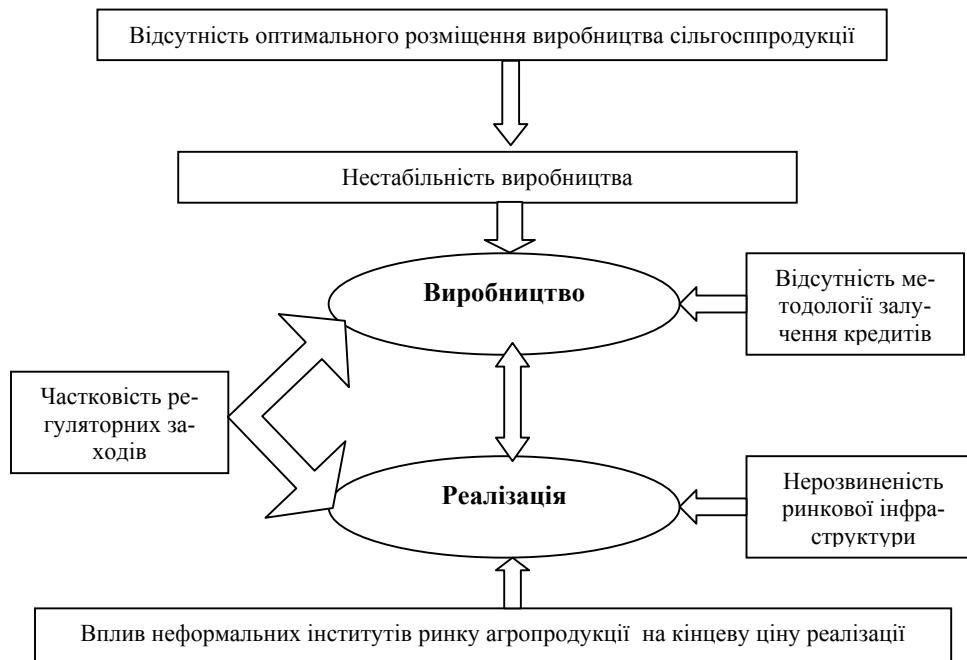 Відсутність оптимального розміщення виробництва сільгосппродукції
Нестабільність виробництва
Виробництво
Відсутність ме-
тодології залу-
чення кредитів
Частковість ре-
гуляторних за-
ходів
Реалізація
Нерозвиненість
ринкової інфра-
структури
Вплив неформальних інститутів ринку агропродукції на кінцеву ціну реалізації